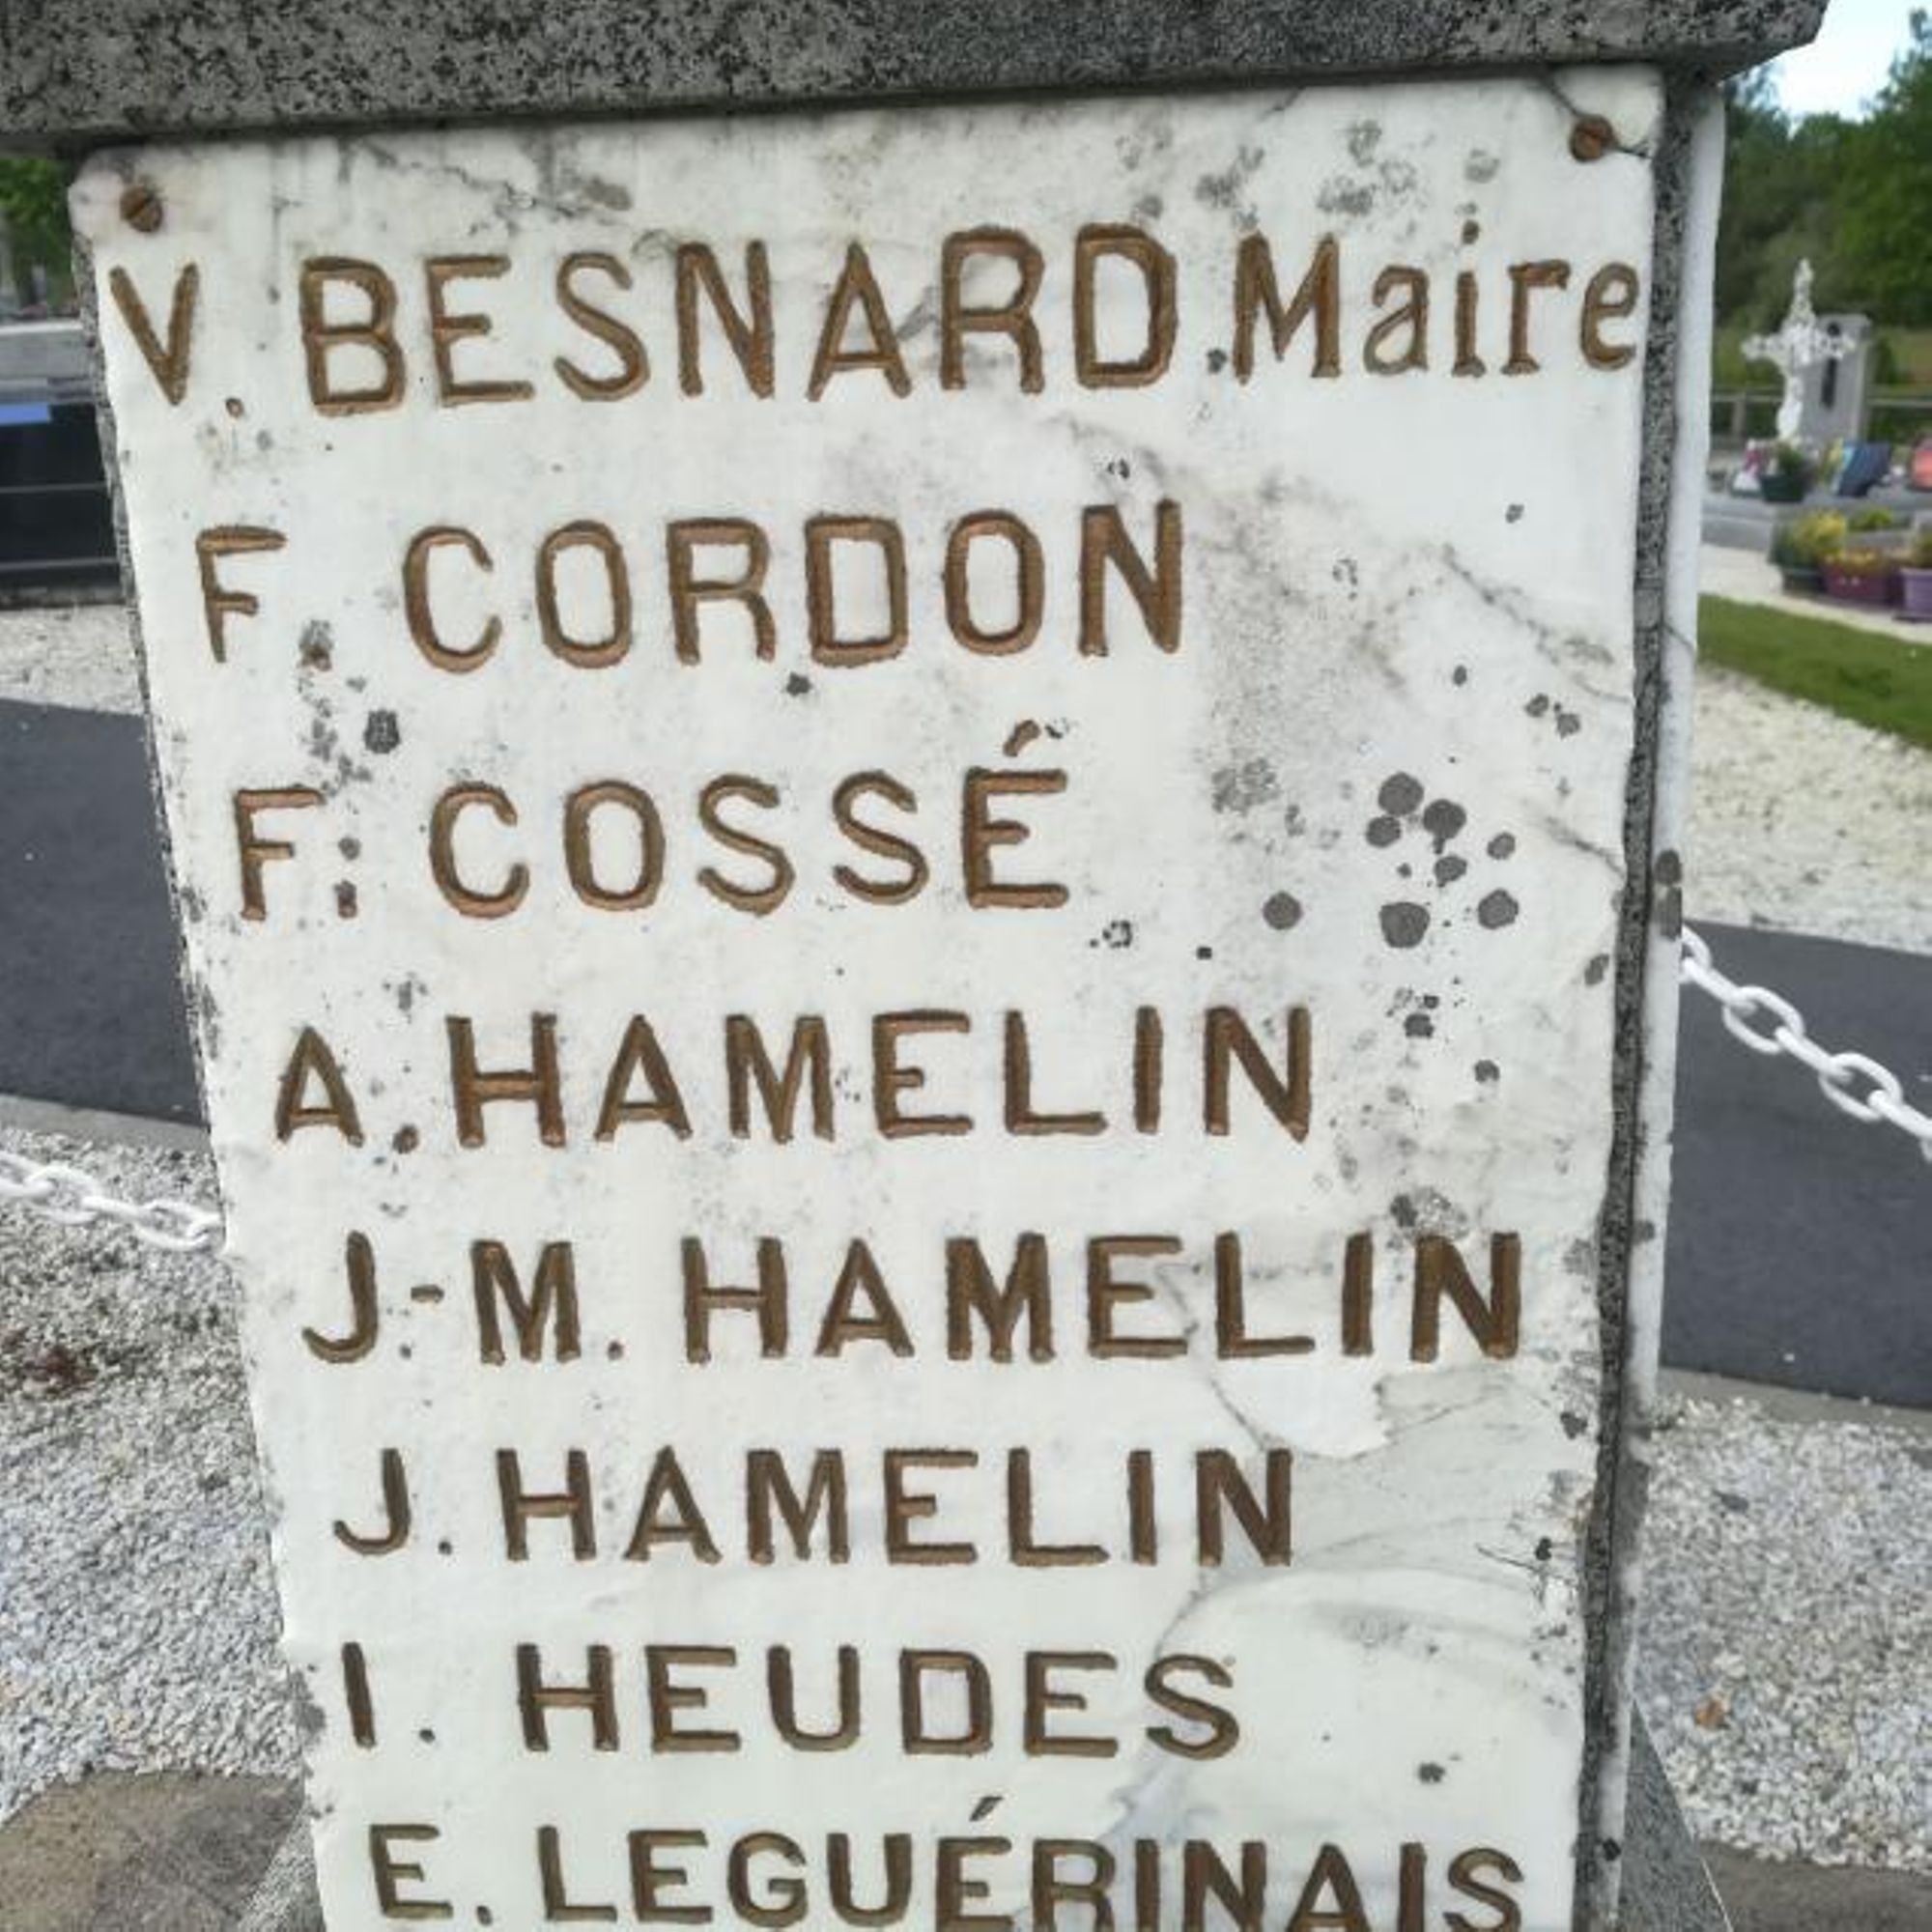 V. BESNARD.Maire
F. CORDON
F. COSSÉ
A. HAMELIN
J.-M. HAMELIN
J. HAMELIN
I. HEUDES
E. LEGUÉRINAIS